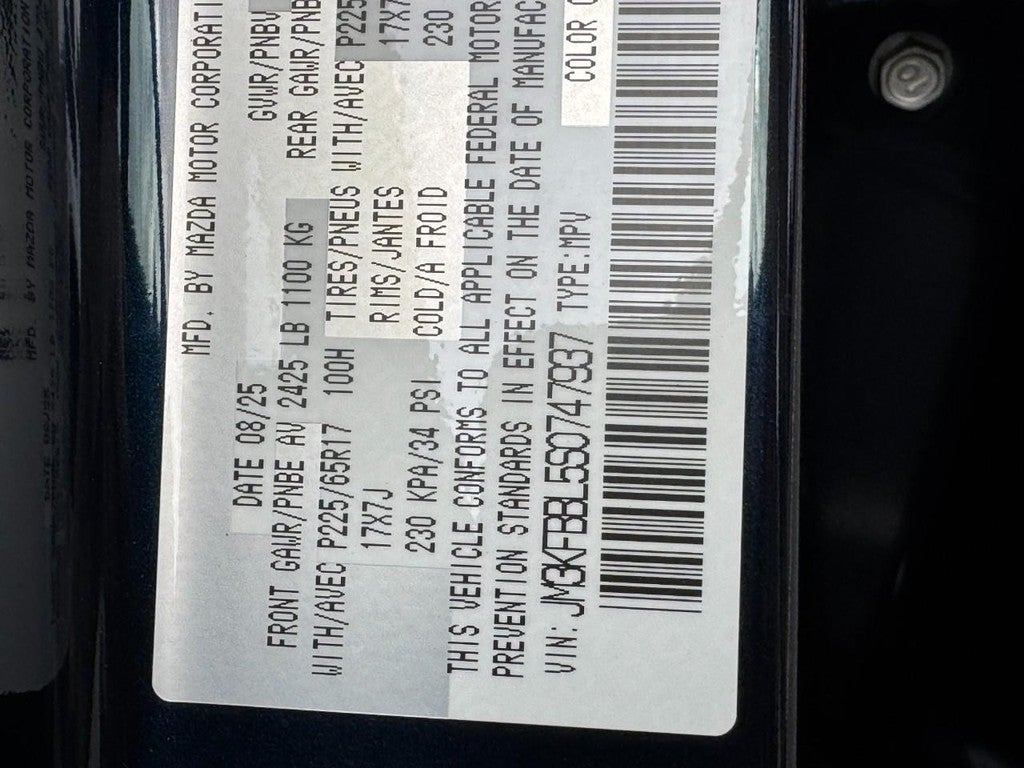 MFD. BY MAZDA MOTOR CORPORATI
DATE 08/25 GVWR/PNBV
FRONT GAWR/PNBE AV 2425 LB 1100 KG REAR GAWR/PNB
WITH/AVEC P225/65R17 100H TIRES/PNEUS WITH/AVEC P225
17X7J RIMS/JANTES 17X7
230 KPA/34 PSI COLD/A FROID 230
THIS VEHICLE CONFORMS TO ALL APPLICABLE FEDERAL MOTOR
PREVENTION STANDARDS IN EFFECT ON THE DATE OF MANUFAC
VIN: JM3KFBBL5S0747937 TYPE:MPV COLOR C